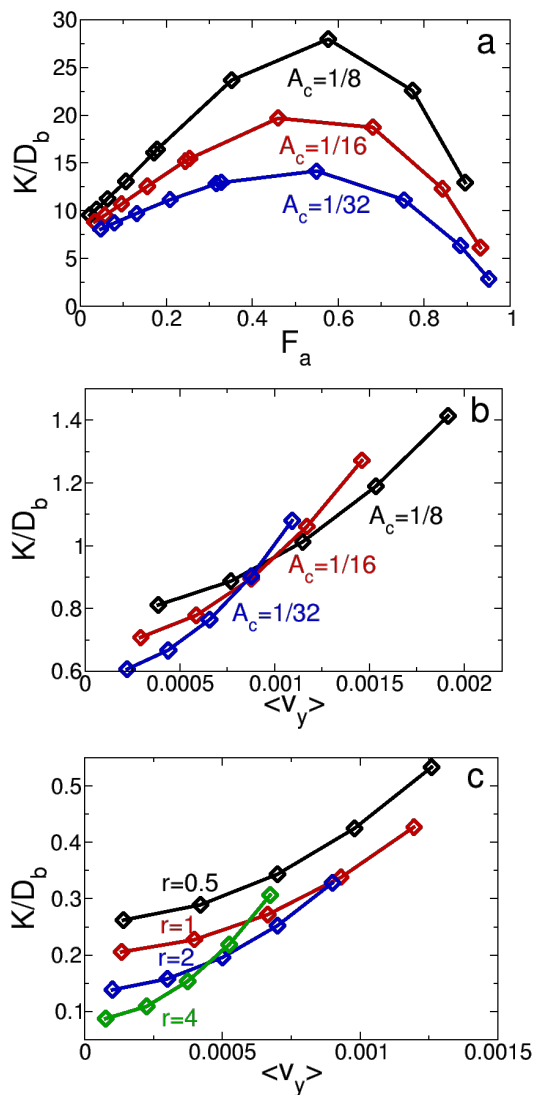 a
30
25
20
15
10
5
0
K/D_b
A_c=1/8
A_c=1/16
A_c=1/32
0 0.2 0.4 0.6 0.8 1
F_a
b
1.4
1.2
1
0.8
0.6
K/D_b
A_c=1/8
A_c=1/16
A_c=1/32
0 0.0005 0.001 0.0015 0.002
<v_y>
c
0.5
0.4
0.3
0.2
0.1
K/D_b
r=0.5
r=1
r=2
r=4
0 0.0005 0.001 0.0015
<v_y>